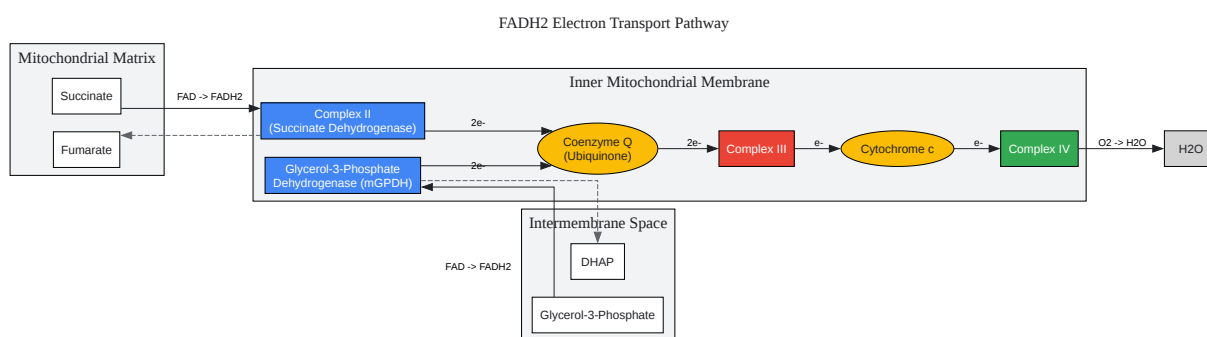 FADH2 Electron Transport Pathway
Mitochondrial Matrix
Succinate
Fumarate
FAD -> FADH2
Inner Mitochondrial Membrane
Complex II
(Succinate Dehydrogenase)
Glycerol-3-Phosphate
Dehydrogenase (mGPDH)
2e-
2e-
Coenzyme Q
(Ubiquinone)
2e-
Complex III
e-
Cytochrome c
e-
Complex IV
O2 -> H2O
H2O
Intermembrane Space
FAD -> FADH2
DHAP
Glycerol-3-Phosphate